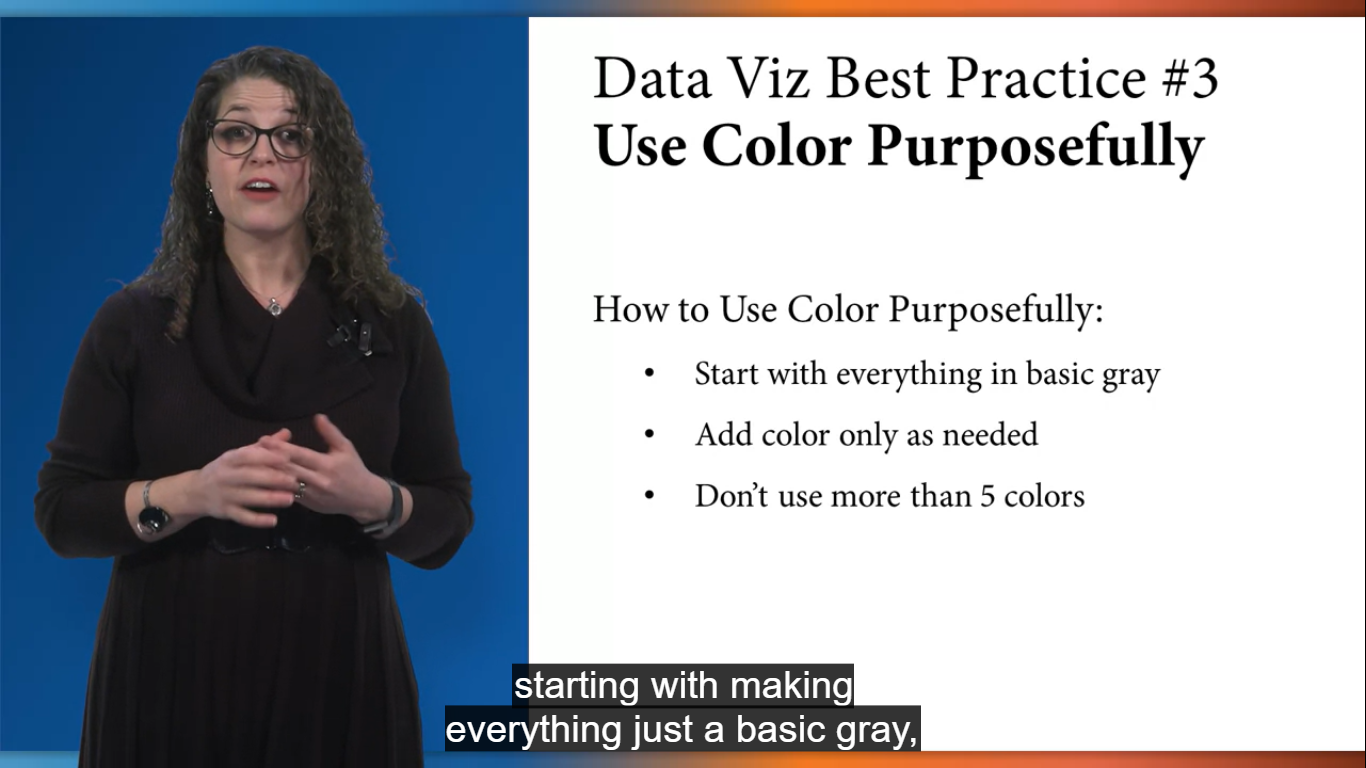 Data Viz Best Practice #3
Use Color Purposefully
How to Use Color Purposefully:
• Start with everything in basic gray
• Add color only as needed
• Don’t use more than 5 colors
starting with making
everything just a basic gray,